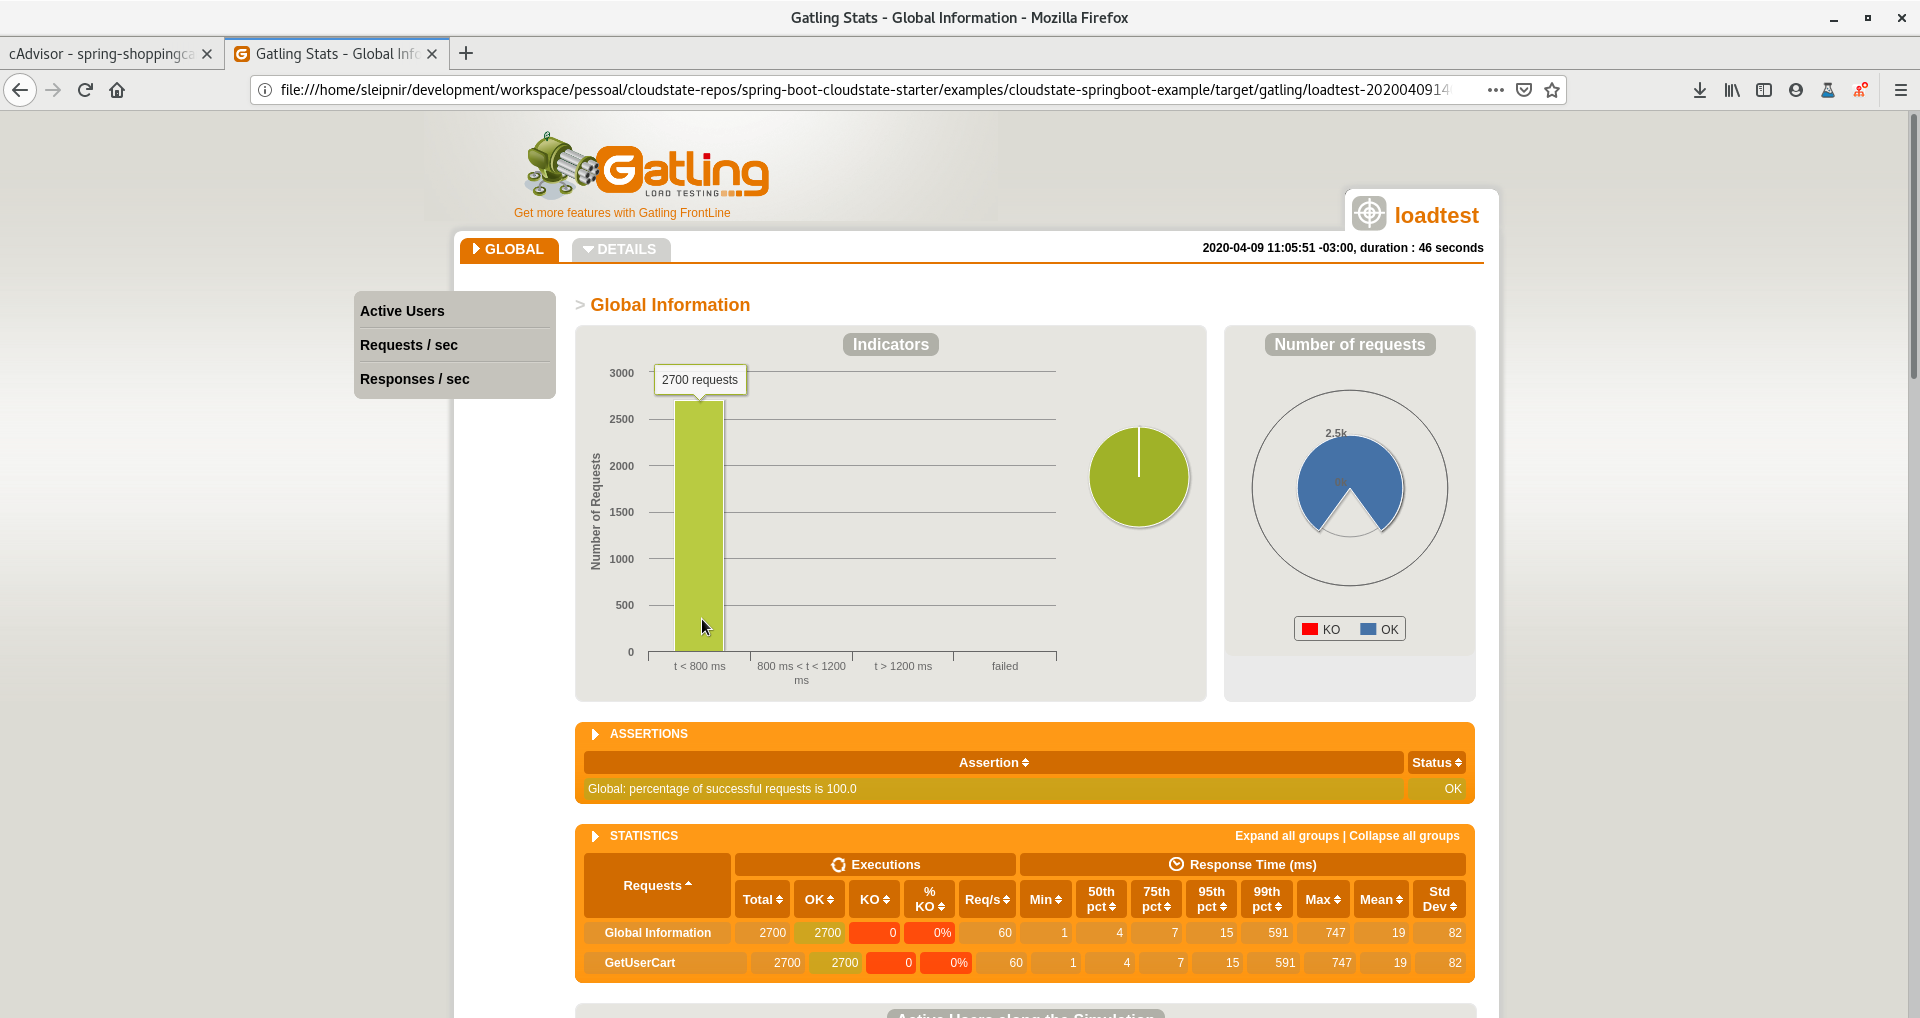 Gatling Stats - Global Information - Mozilla Firefox
cAdvisor - spring-shoppingca
Gatling Stats - Global Info
file:///home/sleipnir/development/workspace/pessoal/cloudstate-repos/spring-boot-cloudstate-starter/examples/cloudstate-springboot-example/target/gatling/loadtest-2020040914
Gatling
LOAD TESTING
Get more features with Gatling FrontLine
loadtest
GLOBAL
DETAILS
2020-04-09 11:05:51 -03:00, duration : 46 seconds
Active Users
Requests / sec
Responses / sec
> Global Information
Indicators
Number of Requests
3000
2500
2000
1500
1000
500
0
2700 requests
t < 800 ms
800 ms < t < 1200
ms
t > 1200 ms
failed
Number of requests
2.5k
KO
OK
ASSERTIONS
Assertion
Status
Global: percentage of successful requests is 100.0
OK
STATISTICS
Expand all groups | Collapse all groups
Requests
Executions
Response Time (ms)
Total
OK
KO
%
KO
Req/s
Min
50th
pct
75th
pct
95th
pct
99th
pct
Max
Mean
Std
Dev
Global Information 2700 2700 0 0% 60 1 4 7 15 591 747 19 82
GetUserCart 2700 2700 0 0% 60 1 4 7 15 591 747 19 82
Active Users along the Simulation